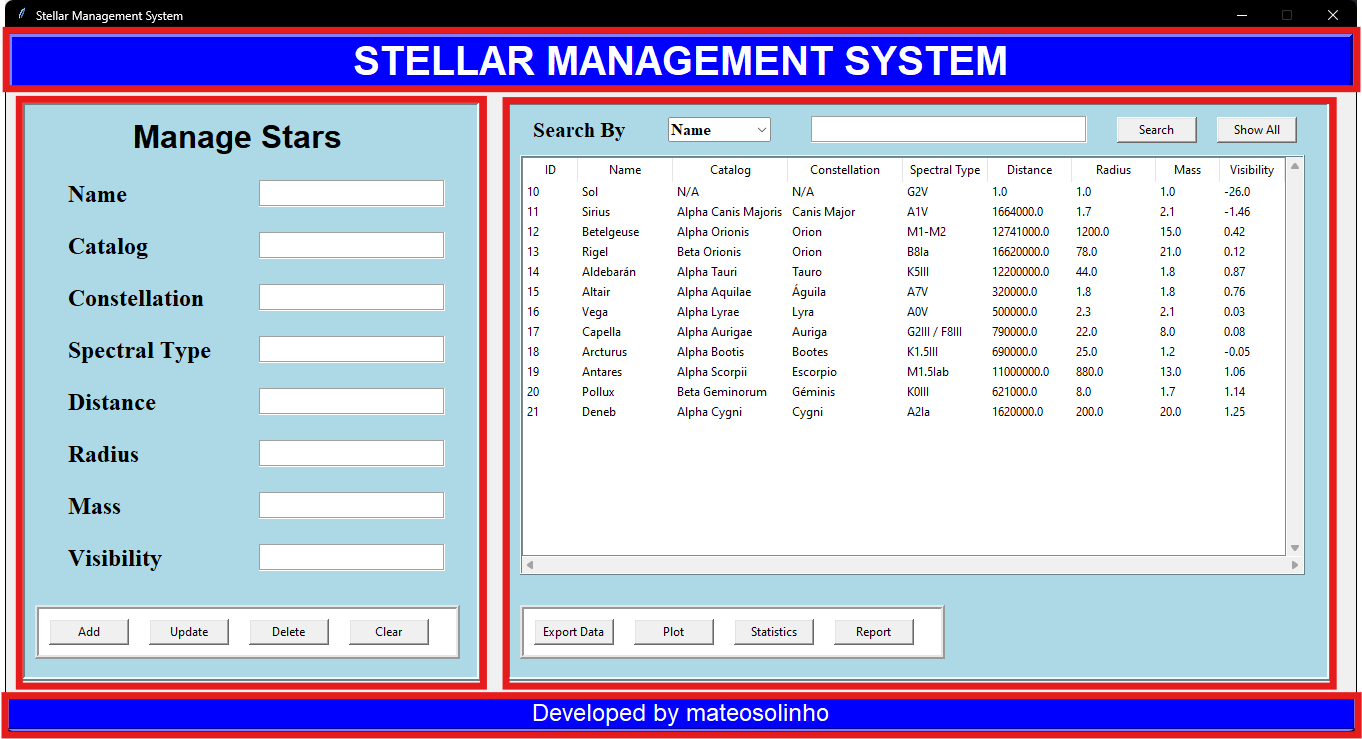 Stellar Management System
STELLAR MANAGEMENT SYSTEM
Manage Stars
Name
Catalog
Constellation
Spectral Type
Distance
Radius
Mass
Visibility
Add Update Delete Clear
Search By Name Search Show All
ID Name Catalog Constellation Spectral Type Distance Radius Mass Visibility
10 Sol N/A N/A G2V 1.0 1.0 1.0 -26.0
11 Sirius Alpha Canis Majoris Canis Major A1V 1664000.0 1.7 2.1 -1.46
12 Betelgeuse Alpha Orionis Orion M1-M2 12741000.0 1200.0 15.0 0.42
13 Rigel Beta Orionis Orion B8Ia 16620000.0 78.0 21.0 0.12
14 Aldebarán Alpha Tauri Tauro K5III 12200000.0 44.0 1.8 0.87
15 Altair Alpha Aquilae Águila A7V 320000.0 1.8 1.8 0.76
16 Vega Alpha Lyrae Lyra A0V 500000.0 2.3 2.1 0.03
17 Capella Alpha Aurigae Auriga G2III / F8III 790000.0 22.0 8.0 0.08
18 Arcturus Alpha Bootis Bootes K1.5III 690000.0 25.0 1.2 -0.05
19 Antares Alpha Scorpii Escorpio M1.5Iab 11000000.0 880.0 13.0 1.06
20 Pollux Beta Geminorum Géminis K0III 621000.0 8.0 1.7 1.14
21 Deneb Alpha Cygni Cygni A2Ia 1620000.0 200.0 20.0 1.25
Export Data Plot Statistics Report
Developed by mateosolinho